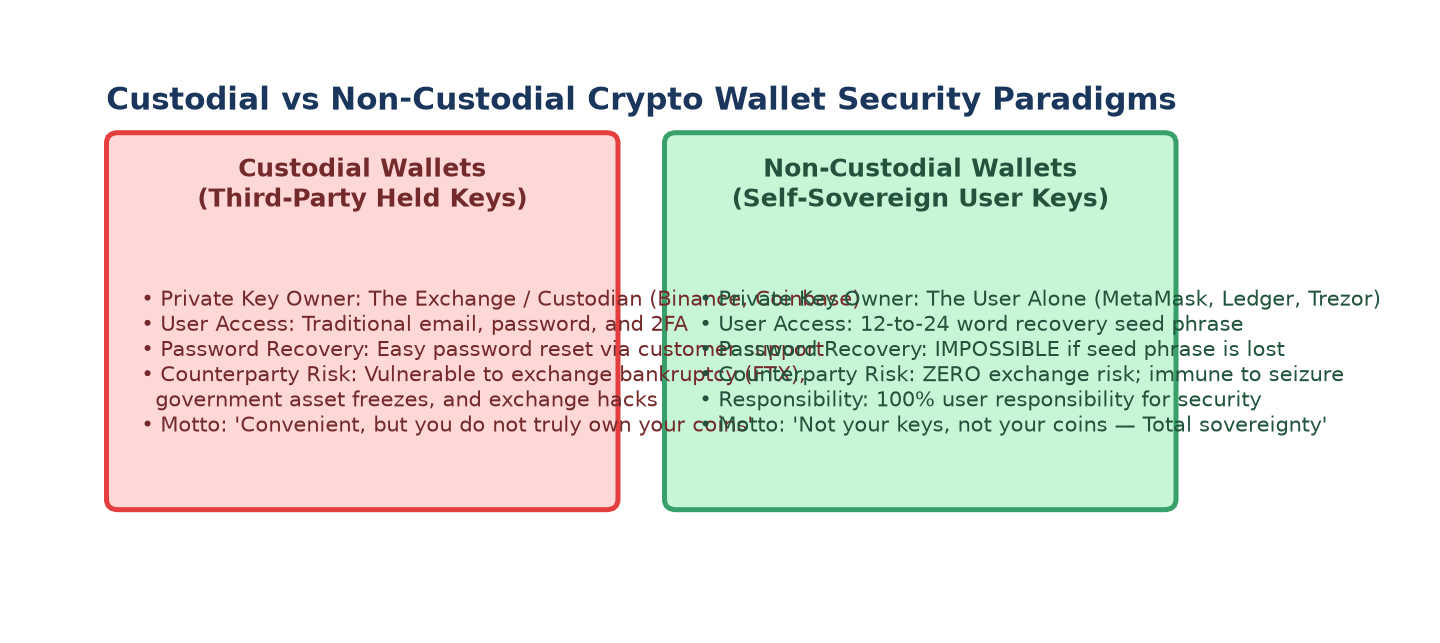 Custodial vs Non-Custodial Crypto Wallet Security Paradigms
Custodial Wallets
(Third-Party Held Keys)
• Private Key Owner: The Exchange / Custodian (Binance, Coinbase)
• User Access: Traditional email, password, and 2FA
• Password Recovery: Easy password reset via customer support
• Counterparty Risk: Vulnerable to exchange bankruptcy (FTX),
government asset freezes, and exchange hacks
• Motto: 'Convenient, but you do not truly own your coins'
Non-Custodial Wallets
(Self-Sovereign User Keys)
• Private Key Owner: The User Alone (MetaMask, Ledger, Trezor)
• User Access: 12-to-24 word recovery seed phrase
• Password Recovery: IMPOSSIBLE if seed phrase is lost
• Counterparty Risk: ZERO exchange risk; immune to seizure
• Responsibility: 100% user responsibility for security
• Motto: 'Not your keys, not your coins — Total sovereignty'